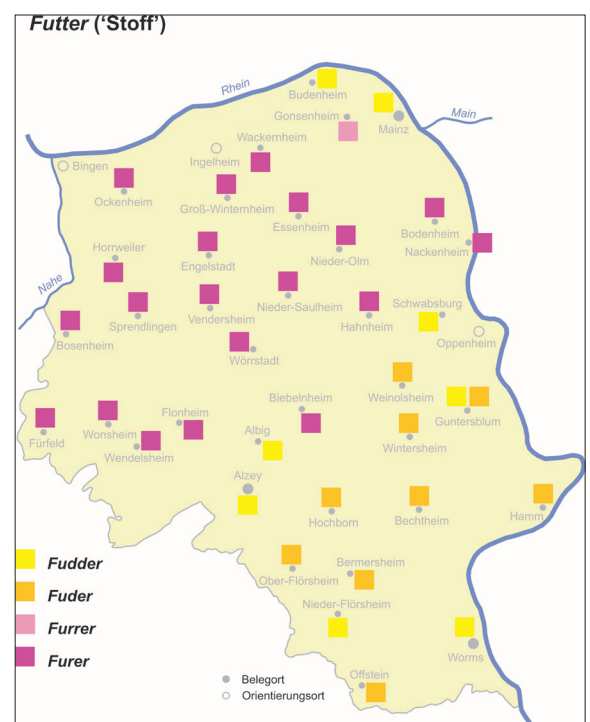 Futter (‘Stoff’)
Rhein
Budenheim
Main
Gonsenheim
Mainz
Wackernheim
Ingelheim
Bingen
Ockenheim
Groß-Winternheim
Essenheim
Bodenheim
Nackenheim
Horrweiler
Engelstadt
Nieder-Olm
Nahe
Sprendlingen
Vendersheim
Nieder-Saulheim
Hahnheim
Schwabsburg
Bosenheim
Oppenheim
Wörrstadt
Weinolsheim
Biebelnheim
Guntersblum
Flonheim
Fürfeld
Wonsheim
Albig
Wintersheim
Wendelsheim
Alzey
Hochborn
Bechtheim
Hamm
Fudder
Bermersheim
Ober-Flörsheim
Fuder
Nieder-Flörsheim
Furrer
Worms
Furer
Offstein
Belegort
Orientierungsort